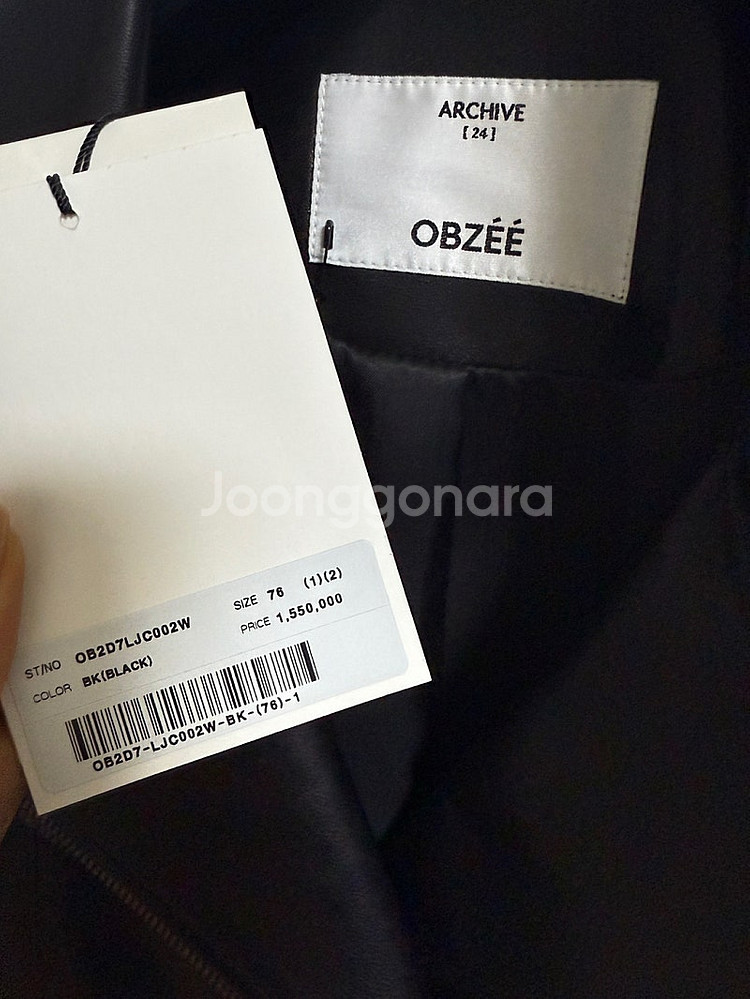 ARCHIVE
[24]
OBZÉÉ
Joonggonara
SIZE 76 (1)(2)
ST/NO OB2D7LJC002W
PRICE 1,550,000
COLOR BK(BLACK)
OB2D7-LJC002W-BK-(76)-1